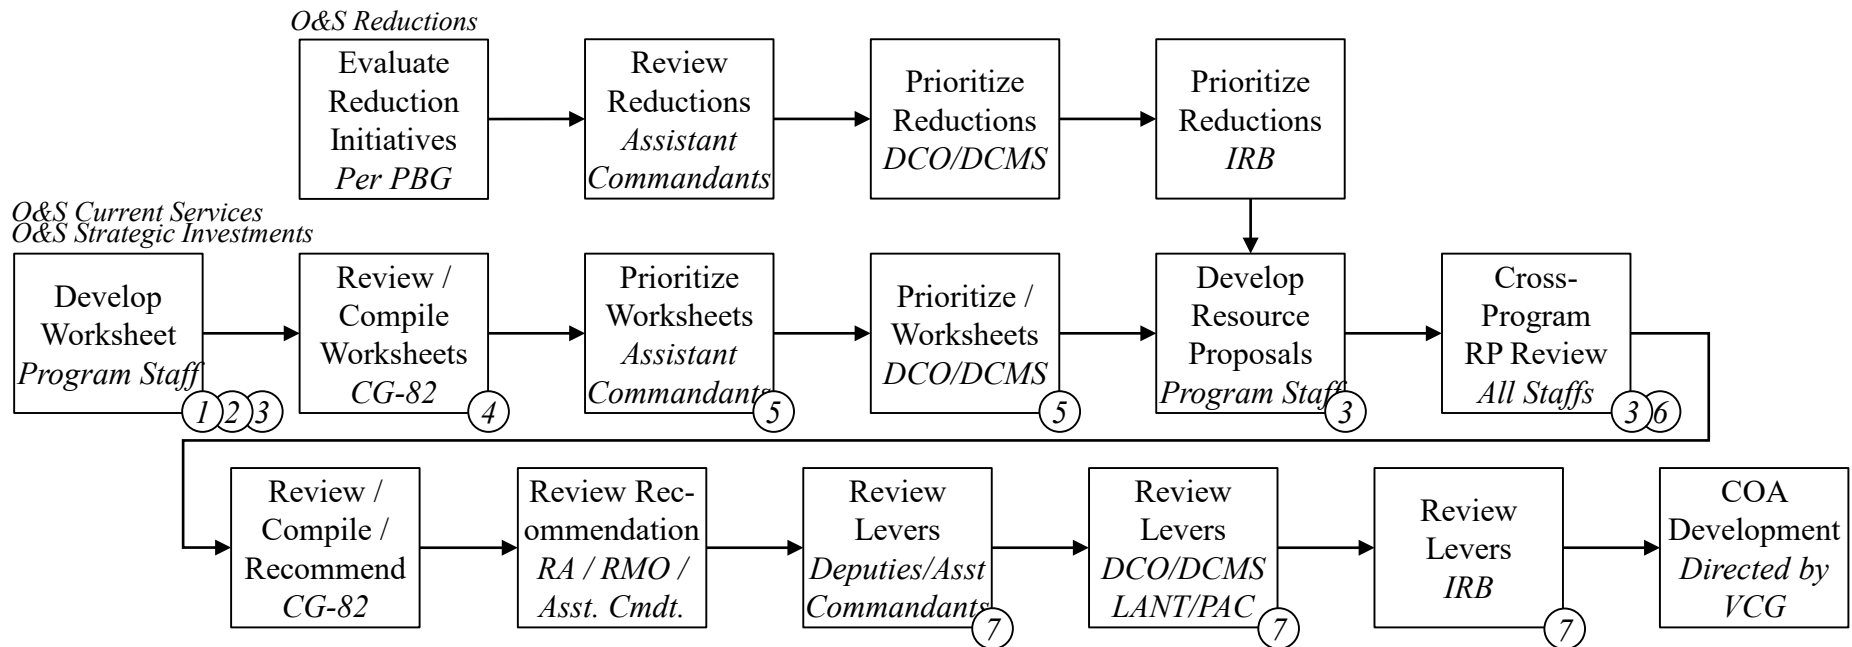 O&S Reductions
Evaluate
Reduction
Initiatives
Per PBG
Review
Reductions
Assistant
Commandants
Prioritize
Reductions
DCO/DCMS
Prioritize
Reductions
IRB
O&S Current Services
O&S Strategic Investments
Develop
Worksheet
Program Staff
1 2 3
Review /
Compile
Worksheets
CG-82
4
Prioritize
Worksheets
Assistant
Commandants
5
Prioritize /
Worksheets
DCO/DCMS
5
Develop
Resource
Proposals
Program Staff
3
Cross-
Program
RP Review
All Staffs
3 6
Review /
Compile /
Recommend
CG-82
Review Rec-
ommendation
RA / RMO /
Asst. Cmdt.
Review
Levers
Deputies/Asst
Commandants
7
Review
Levers
DCO/DCMS
LANT/PAC
7
Review
Levers
IRB
7
COA
Development
Directed by
VCG